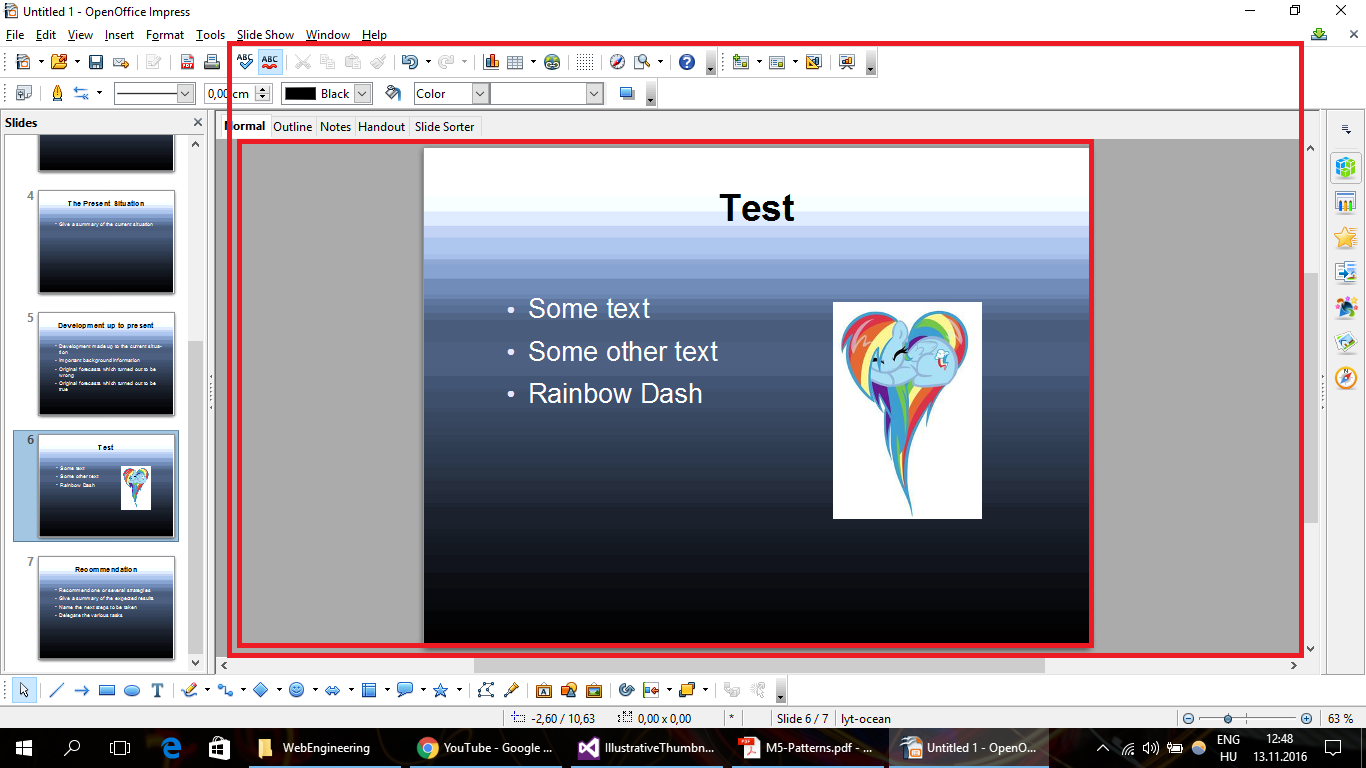 Untitled 1 - OpenOffice Impress
File Edit View Insert Format Tools Slide Show Window Help
ABC ABC
0,00 cm Black Color
Slides
Normal Outline Notes Handout Slide Sorter
4
The Present Situation
Give a summary of the current situation
5
Development up to present
Development made up to the current situa-
tion
Important background information
Original forecasts which turned out to be
wrong
Original forecasts which turned out to be
true
6
Test
Some text
Some other text
Rainbow Dash
7
Recommendation
Recommend one or several strategies
Give a summary of the expected results
Name the next steps to be taken
Delegate the various tasks
Test
• Some text
• Some other text
• Rainbow Dash
-2,60 / 10,63 0,00 x 0,00 * Slide 6 / 7 lyt-ocean 63 %
WebEngineering YouTube - Google ... IllustrativeThumbn... M5-Patterns.pdf - ... Untitled 1 - OpenO...
ENG 12:48
HU 13.11.2016